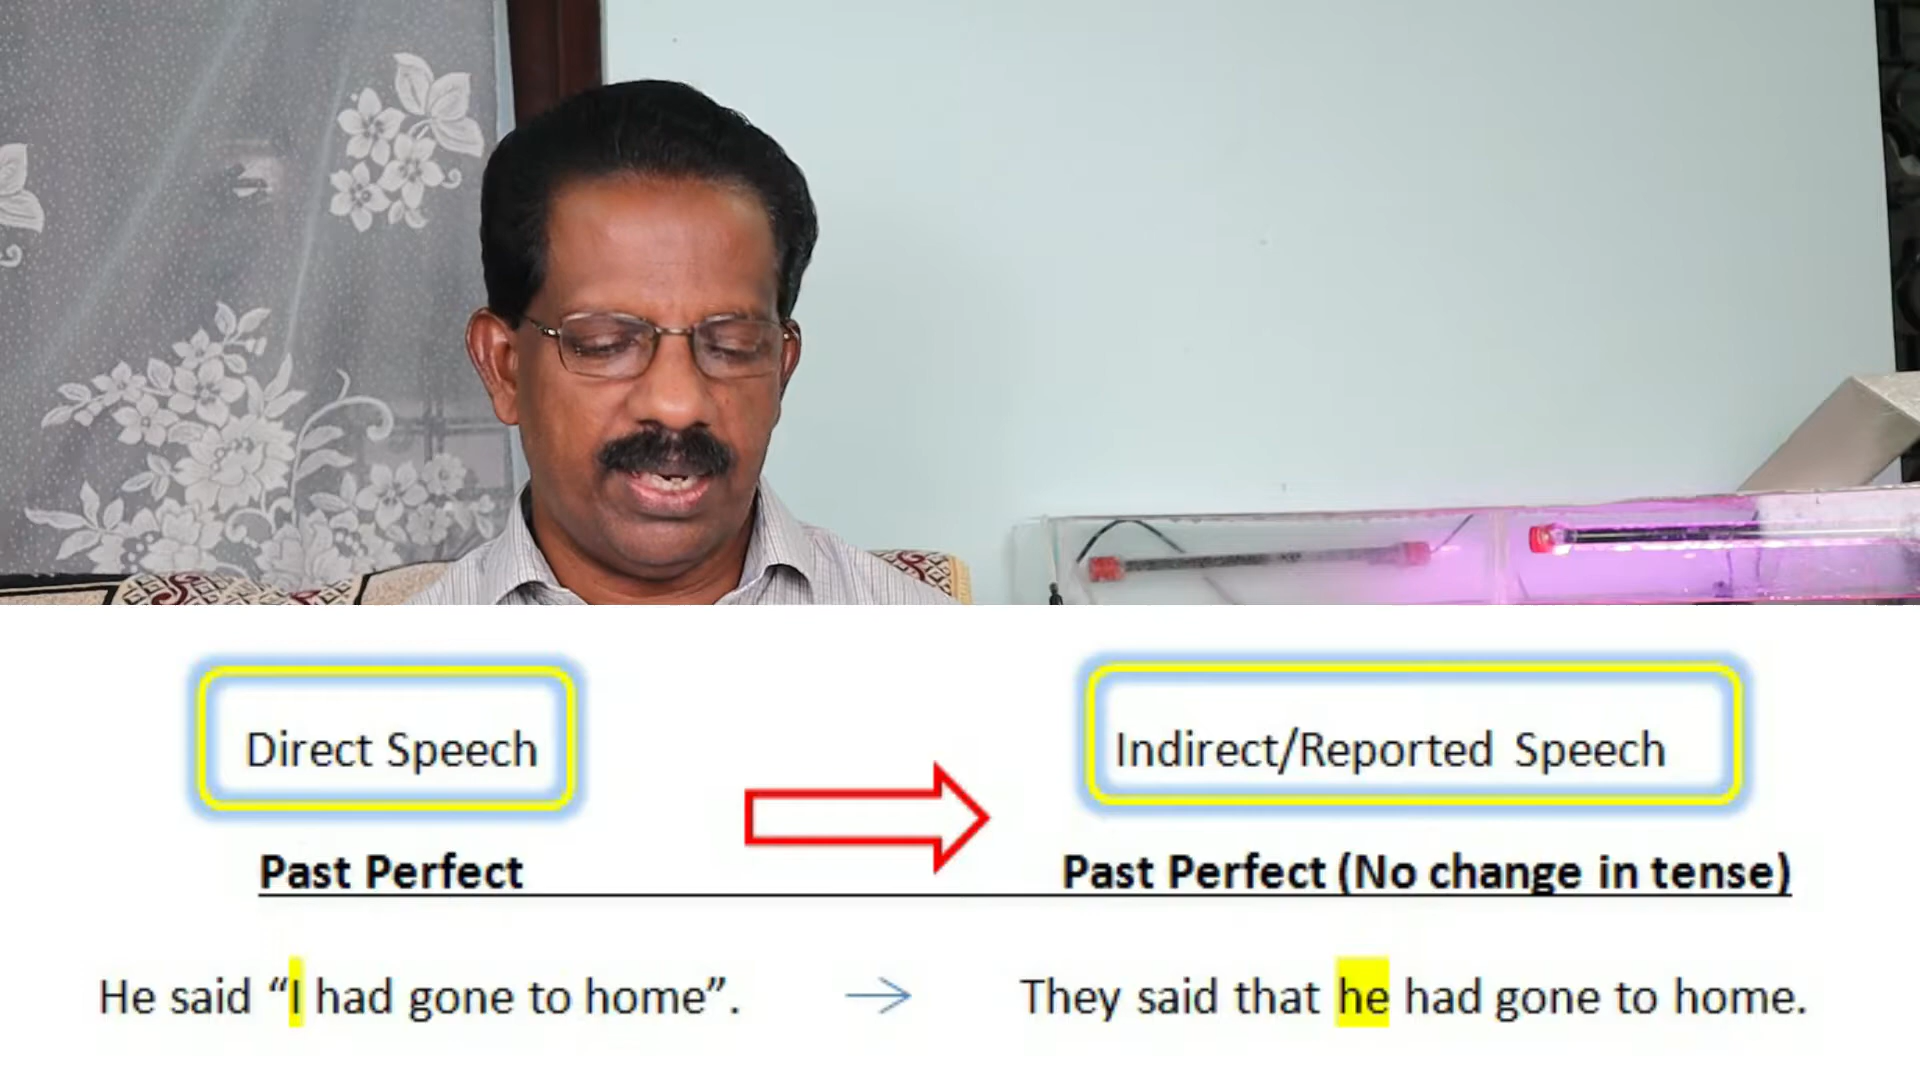 Direct Speech
Indirect/Reported Speech
Past Perfect
Past Perfect (No change in tense)
He said “I had gone to home”. → They said that he had gone to home.